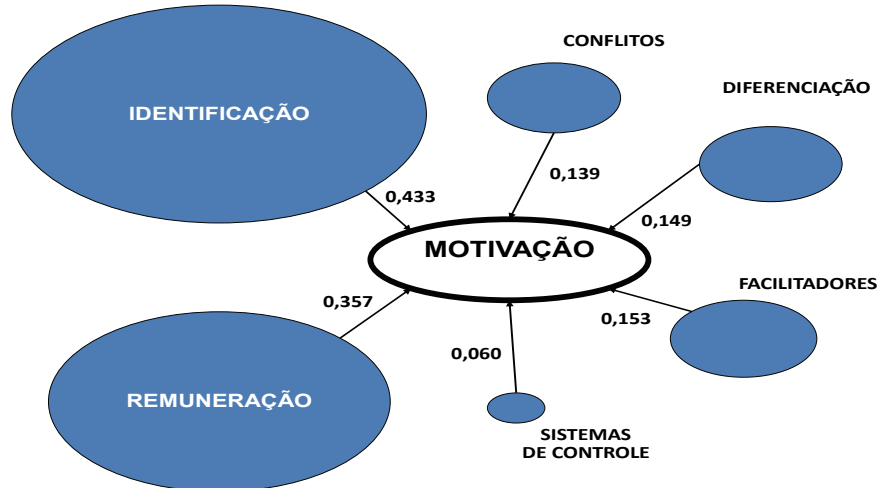 CONFLITOS
DIFERENCIAÇÃO
IDENTIFICAÇÃO
0,139
0,433
0,149
MOTIVAÇÃO
FACILITADORES
0,357
0,153
0,060
REMUNERAÇÃO
SISTEMAS
DE CONTROLE